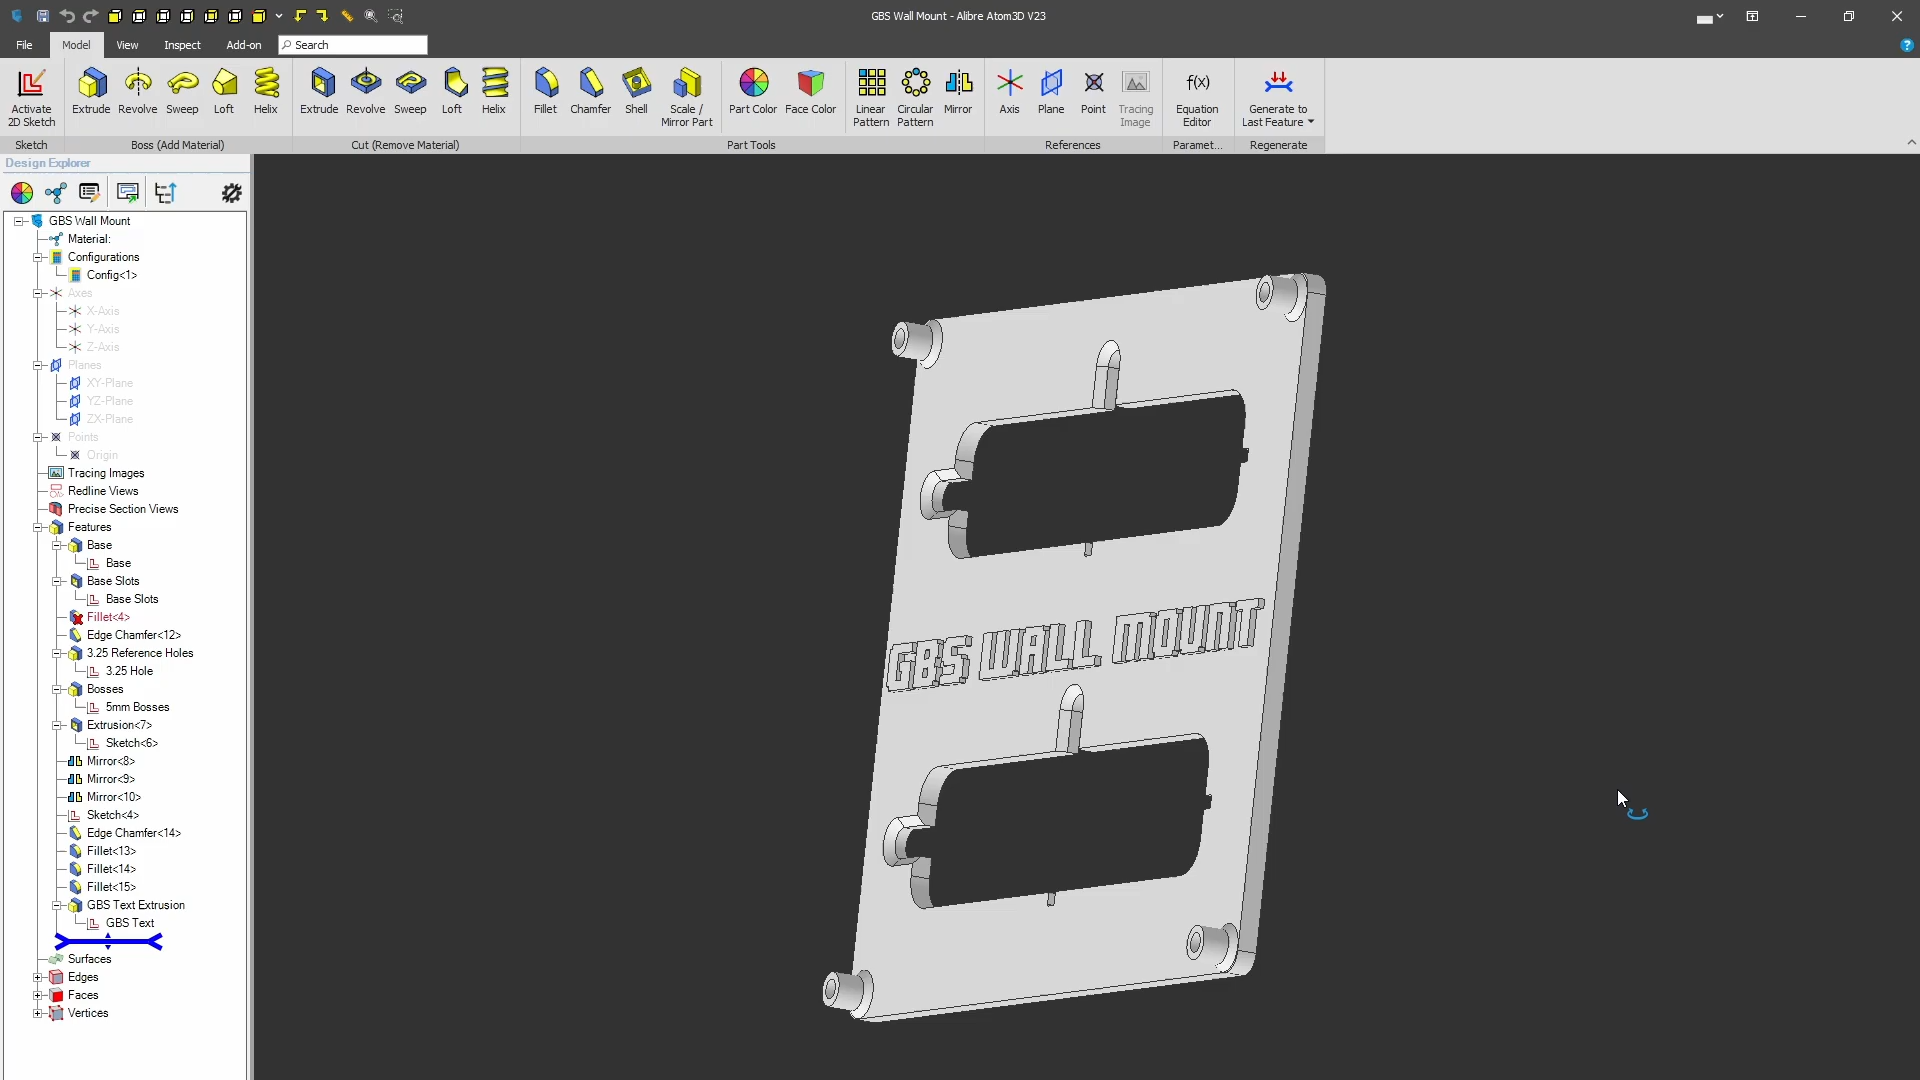 GBS Wall Mount - Alibre Atom3D V23
File Model View Inspect Add-on Search
Activate 2D Sketch
Extrude Revolve Sweep Loft Helix
Extrude Revolve Sweep Loft Helix
Fillet Chamfer Shell Scale / Mirror Part
Part Color Face Color
Linear Pattern Circular Pattern Mirror
Axis Plane Point Tracing Image
Equation Editor
Generate to Last Feature
f(x)
Sketch Boss (Add Material) Cut (Remove Material) Part Tools References Paramet... Regenerate
Design Explorer
GBS Wall Mount
Material:
Configurations
Config<1>
Axes
X-Axis
Y-Axis
Z-Axis
Planes
XY-Plane
YZ-Plane
ZX-Plane
Points
Origin
Tracing Images
Redline Views
Precise Section Views
Features
Base
Base
Base Slots
Base Slots
Fillet<4>
Edge Chamfer<12>
3.25 Reference Holes
3.25 Hole
Bosses
5mm Bosses
Extrusion<7>
Sketch<6>
Mirror<8>
Mirror<9>
Mirror<10>
Sketch<4>
Edge Chamfer<14>
Fillet<13>
Fillet<14>
Fillet<15>
GBS Text Extrusion
GBS Text
Surfaces
Edges
Faces
Vertices
GBS WALL MOUNT